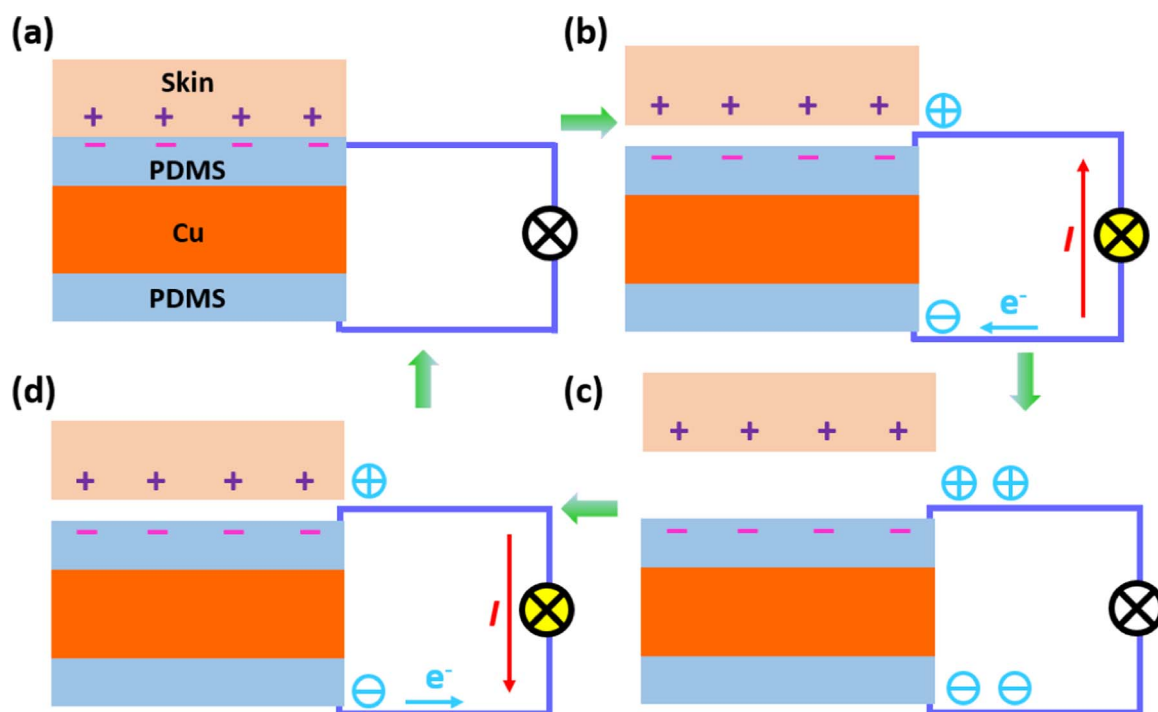 (a)
Skin
+ + + +
− − − −
PDMS
Cu
PDMS
(b)
+ + + +
+
− − − −
I
−
e⁻
(d)
+ + + +
+
− − − −
I
−
e⁻
(c)
+ + + +
+ +
− − − −
− −